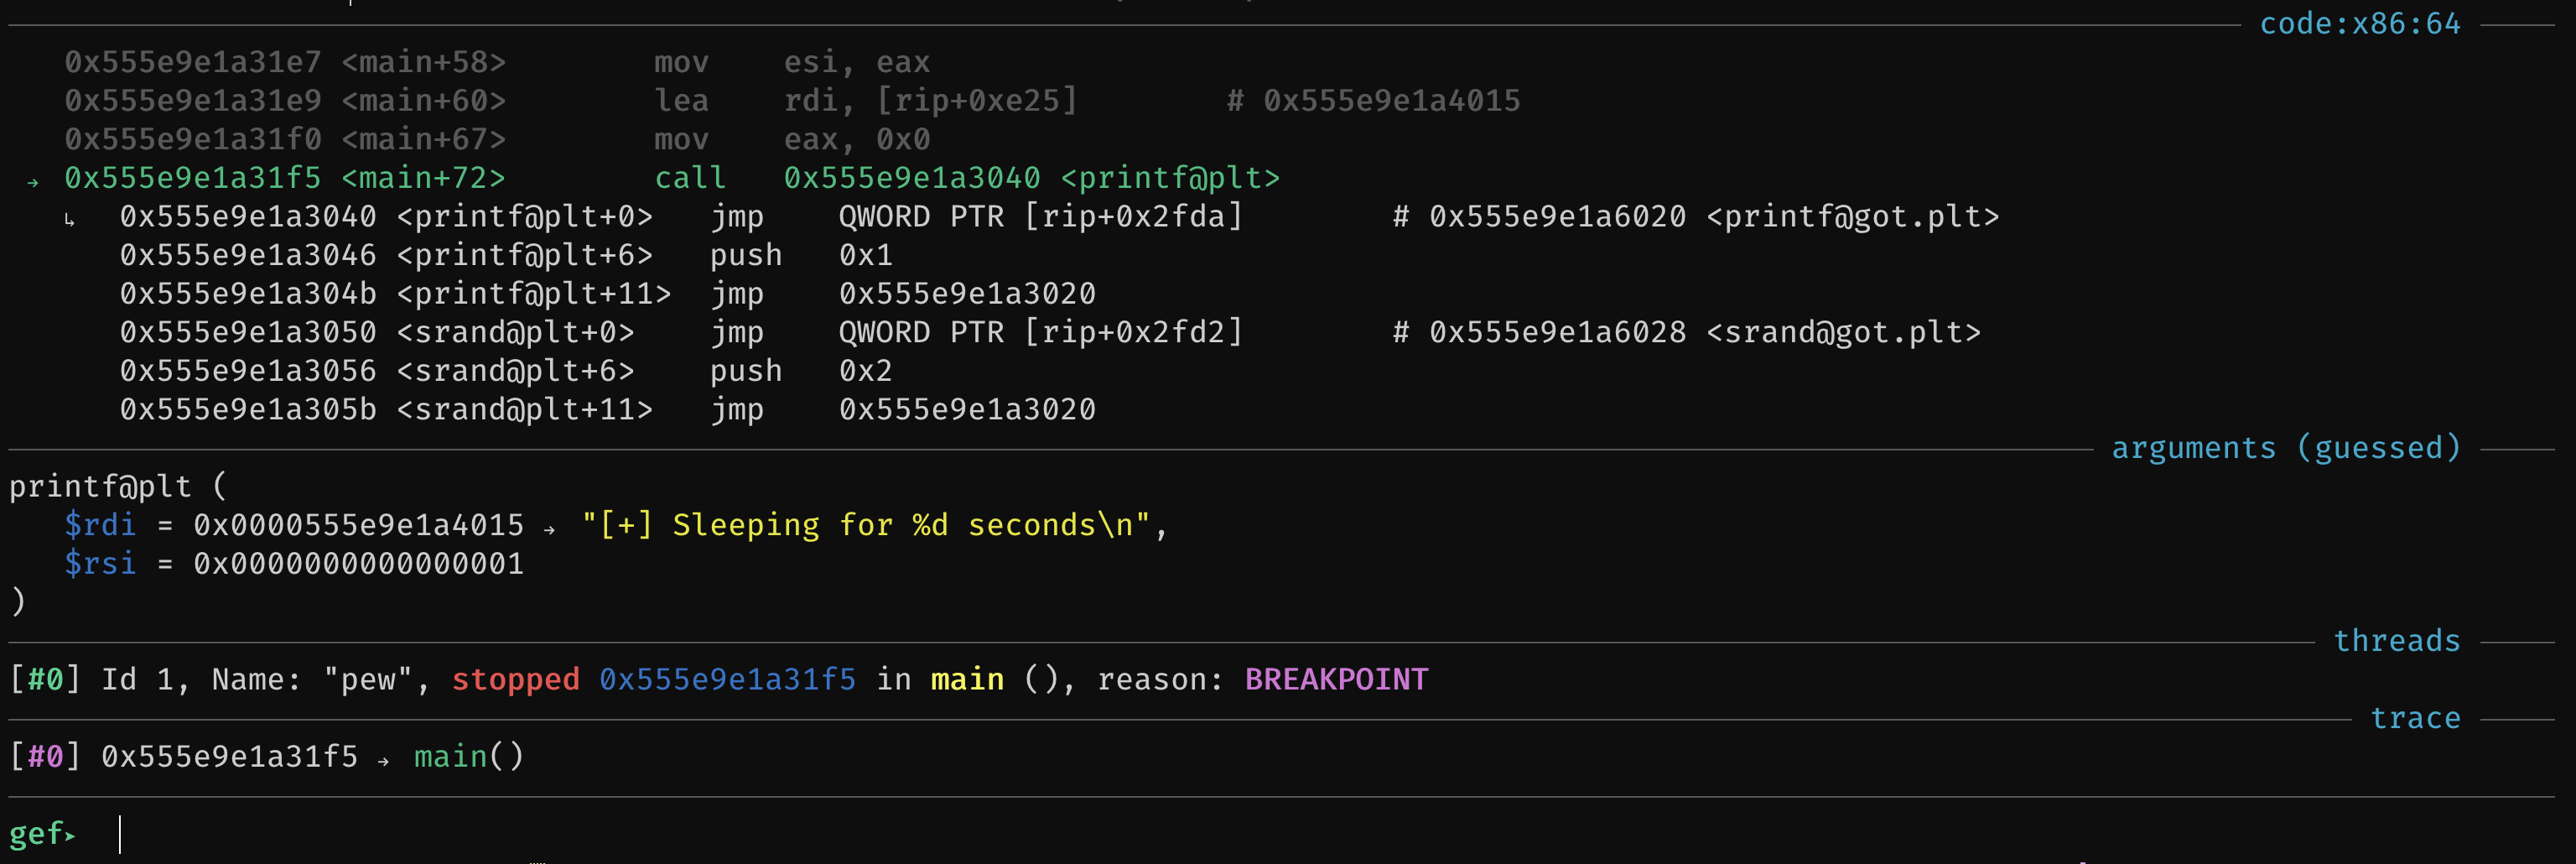 code:x86:64
0x555e9e1a31e7 <main+58>        mov    esi, eax
0x555e9e1a31e9 <main+60>        lea    rdi, [rip+0xe25]        # 0x555e9e1a4015
0x555e9e1a31f0 <main+67>        mov    eax, 0x0
→ 0x555e9e1a31f5 <main+72>        call   0x555e9e1a3040 <printf@plt>
↳  0x555e9e1a3040 <printf@plt+0>   jmp    QWORD PTR [rip+0x2fda]        # 0x555e9e1a6020 <printf@got.plt>
0x555e9e1a3046 <printf@plt+6>   push   0x1
0x555e9e1a304b <printf@plt+11>  jmp    0x555e9e1a3020
0x555e9e1a3050 <srand@plt+0>    jmp    QWORD PTR [rip+0x2fd2]        # 0x555e9e1a6028 <srand@got.plt>
0x555e9e1a3056 <srand@plt+6>    push   0x2
0x555e9e1a305b <srand@plt+11>   jmp    0x555e9e1a3020
arguments (guessed)
printf@plt (
$rdi = 0x0000555e9e1a4015 → "[+] Sleeping for %d seconds\n",
$rsi = 0x0000000000000001
)
threads
[#0] Id 1, Name: "pew", stopped 0x555e9e1a31f5 in main (), reason: BREAKPOINT
trace
[#0] 0x555e9e1a31f5 → main()
gef➤